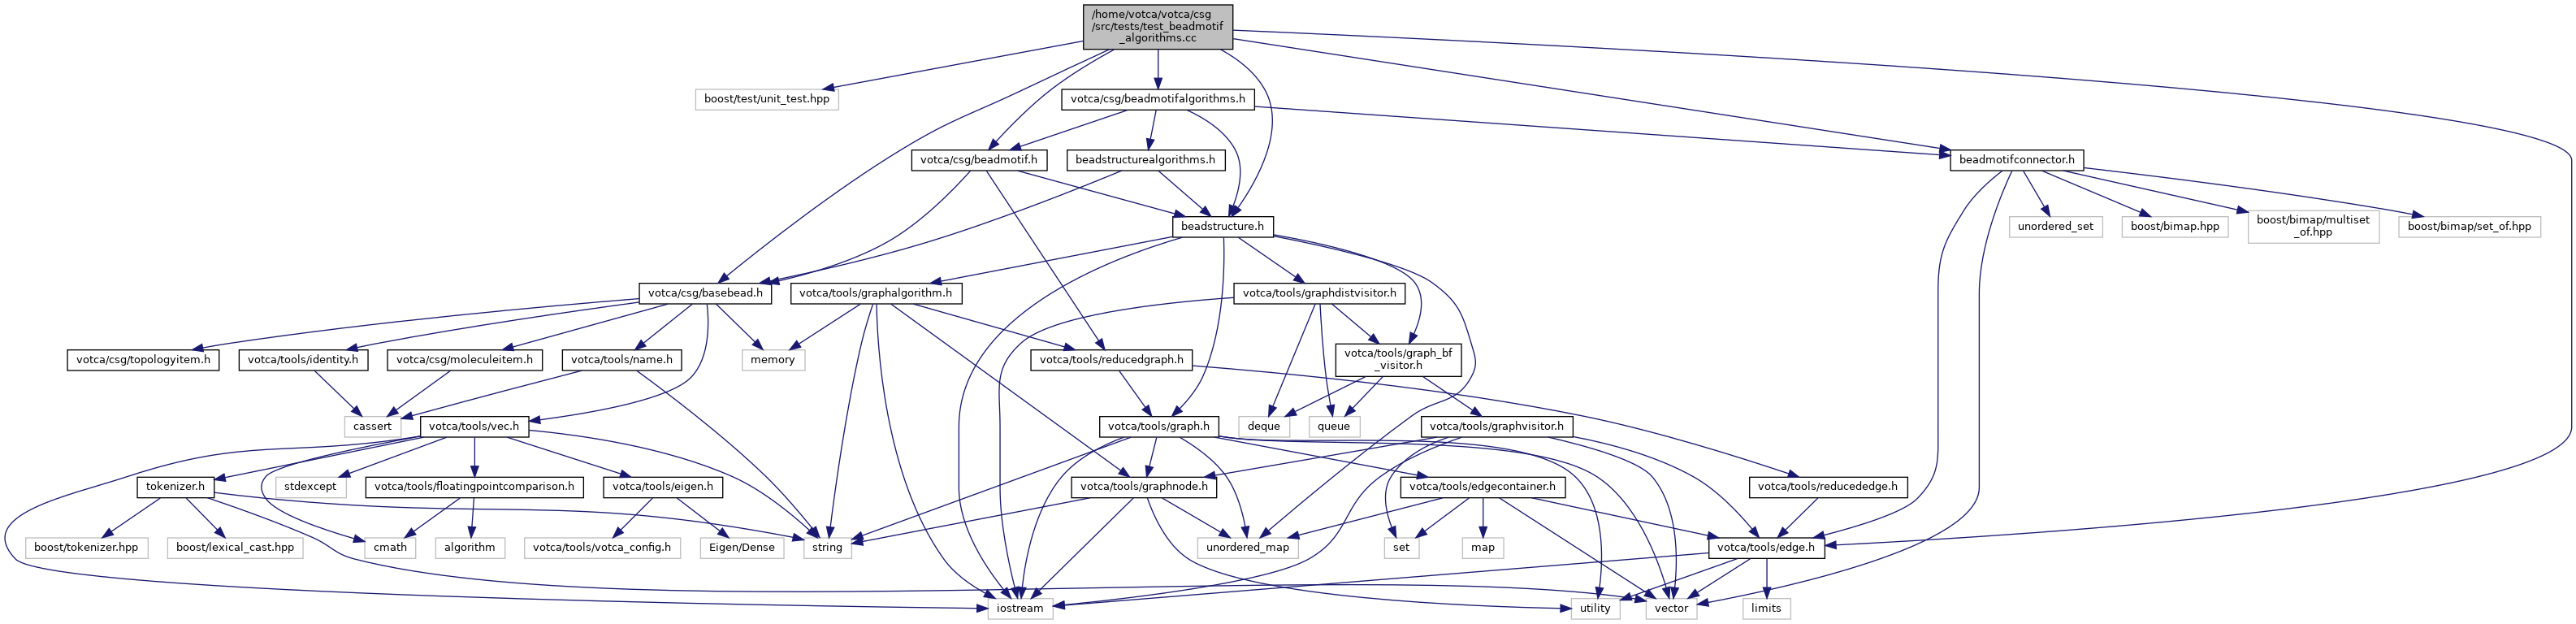 /home/votca/votca/csg
/src/tests/test_beadmotif
_algorithms.cc
boost/test/unit_test.hpp
votca/csg/beadmotifalgorithms.h
votca/csg/beadmotif.h
beadstructurealgorithms.h
beadmotifconnector.h
beadstructure.h
unordered_set
boost/bimap.hpp
boost/bimap/multiset
_of.hpp
boost/bimap/set_of.hpp
votca/csg/basebead.h
votca/tools/graphalgorithm.h
votca/tools/graphdistvisitor.h
votca/csg/topologyitem.h
votca/tools/identity.h
votca/csg/moleculeitem.h
votca/tools/name.h
memory
votca/tools/reducedgraph.h
votca/tools/graph_bf
_visitor.h
cassert
votca/tools/vec.h
votca/tools/graph.h
deque
queue
votca/tools/graphvisitor.h
tokenizer.h
stdexcept
votca/tools/floatingpointcomparison.h
votca/tools/eigen.h
votca/tools/graphnode.h
votca/tools/edgecontainer.h
votca/tools/reducededge.h
boost/tokenizer.hpp
boost/lexical_cast.hpp
cmath
algorithm
votca/tools/votca_config.h
Eigen/Dense
string
unordered_map
set
map
votca/tools/edge.h
iostream
utility
vector
limits